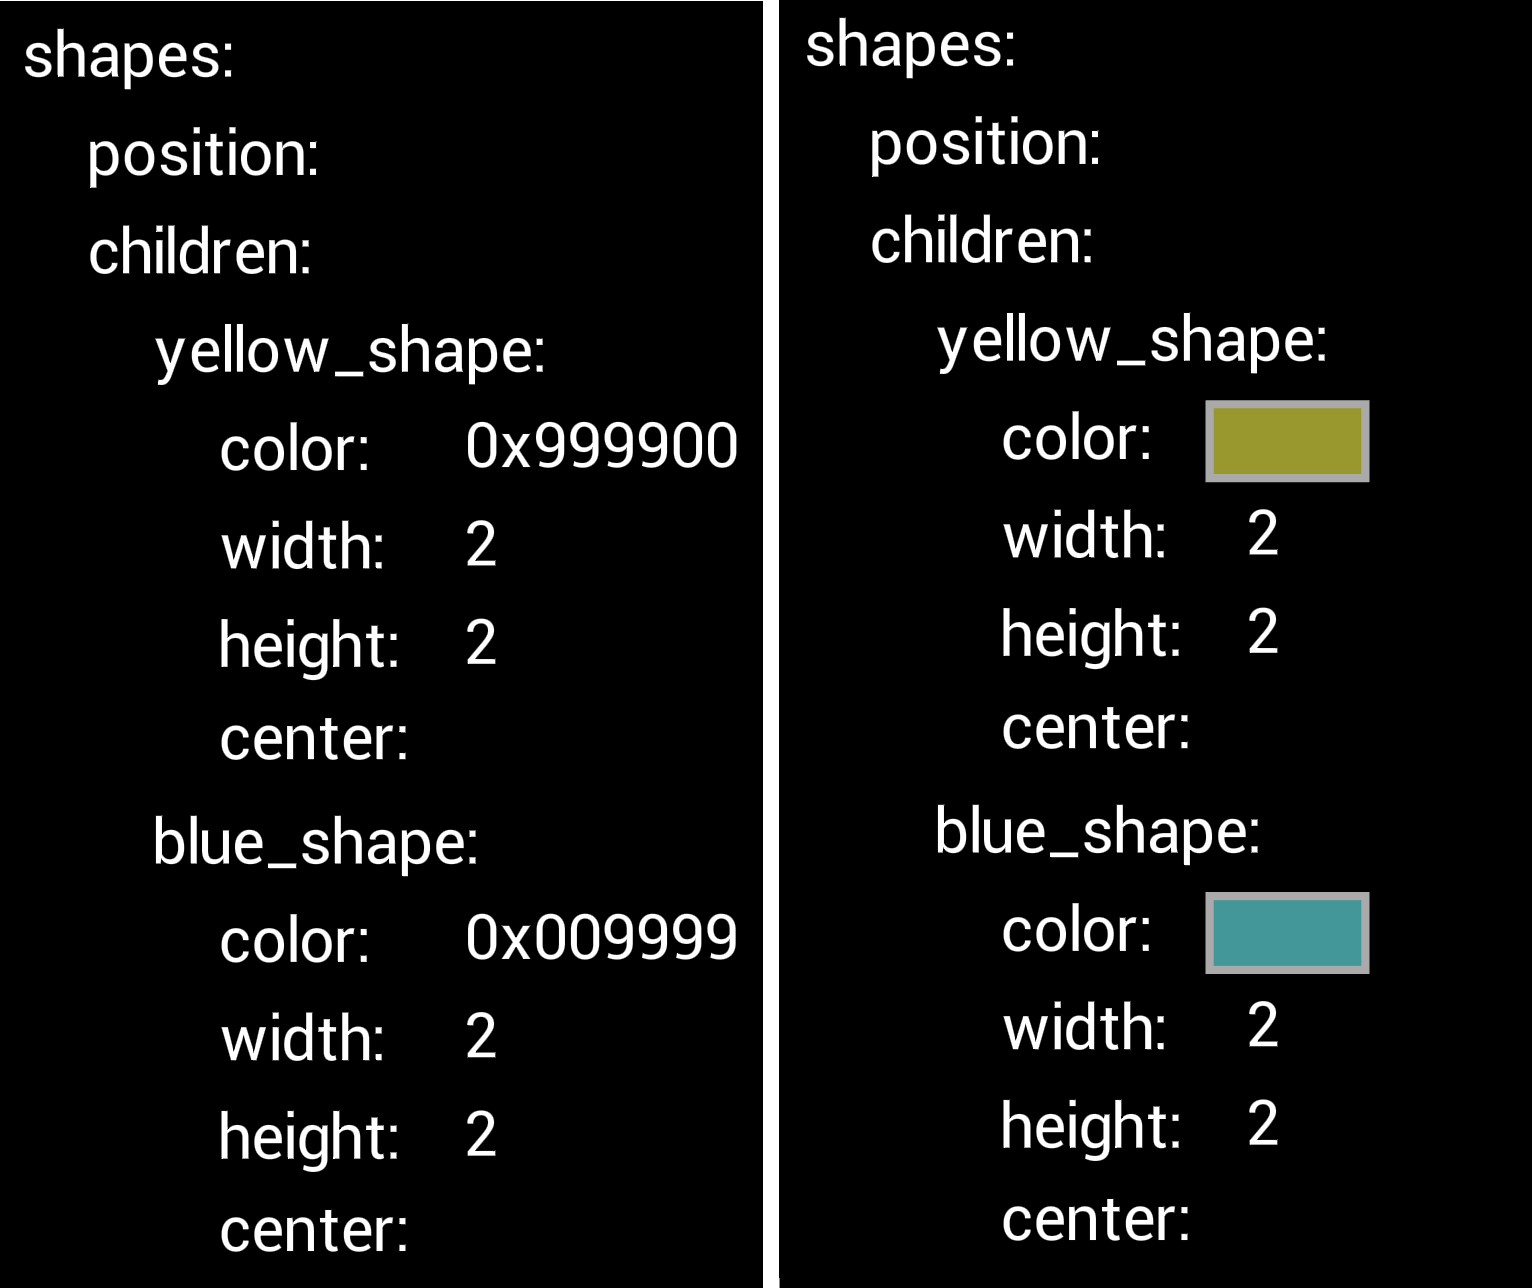 shapes:
position:
children:
yellow_shape:
color: 0x999900
width: 2
height: 2
center:
blue_shape:
color: 0x009999
width: 2
height: 2
center:
shapes:
position:
children:
yellow_shape:
color:
width: 2
height: 2
center:
blue_shape:
color:
width: 2
height: 2
center: